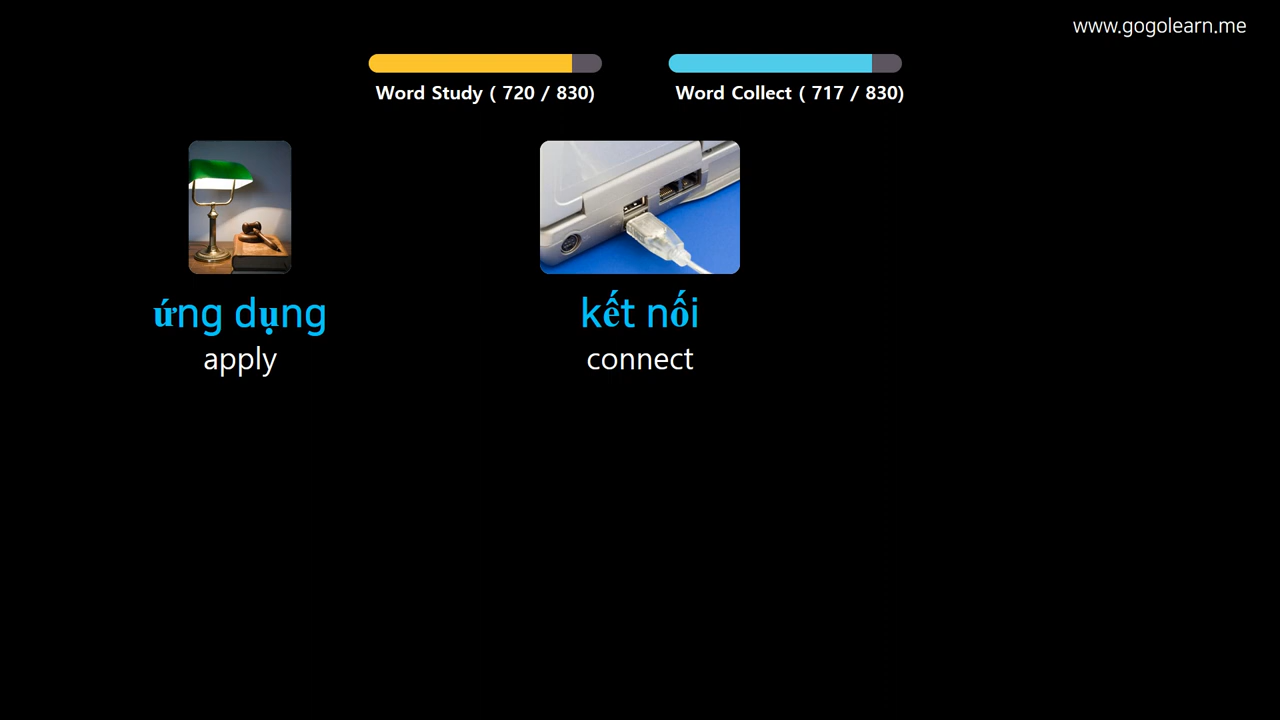 www.gogolearn.me
Word Study ( 720 / 830)
Word Collect ( 717 / 830)
ứng dụng
apply
kết nối
connect